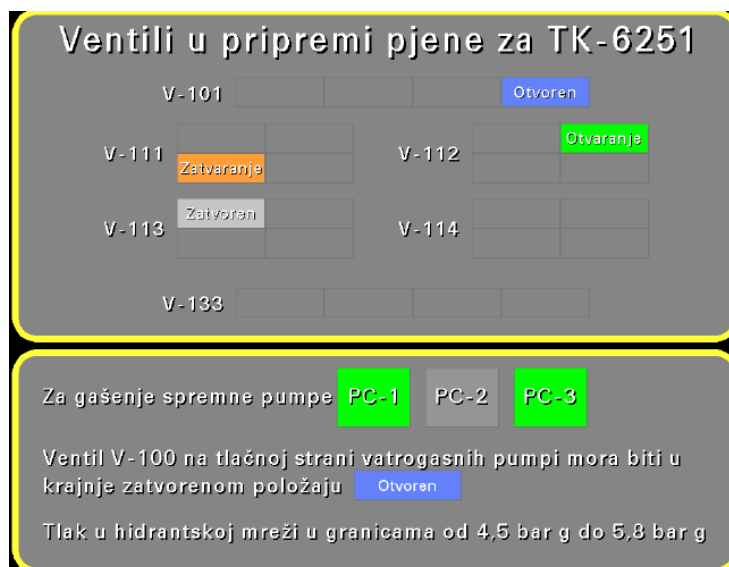 Ventili u pripremi pjene za TK-6251
V-101 Otvoren
V-111 Zatvaranje V-112 Otvaranje
V-113 Zatvoren V-114
V-133
Za gašenje spremne pumpe PC-1 PC-2 PC-3
Ventil V-100 na tlačnoj strani vatrogasnih pumpi mora biti u
krajnje zatvorenom položaju Otvoren
Tlak u hidrantskoj mreži u granicama od 4,5 bar g do 5,8 bar g